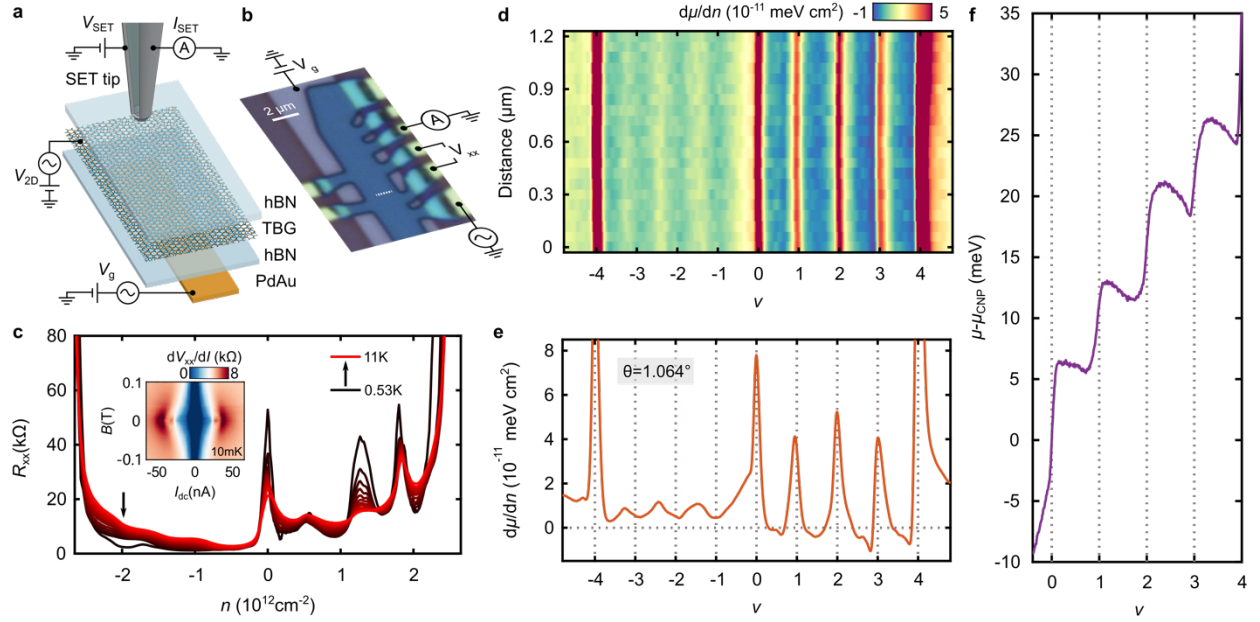 a
V_SET
I_SET
A
SET tip
V_2D
hBN
TBG
hBN
PdAu
V_g
b
V_g
2 µm
A
V_xx
c
80
60
40
20
0
R_xx(kΩ)
dV_xx/dI (kΩ)
0 8
0.1
0
-0.1
B(T)
10mK
-50 0 50
I_dc(nA)
11K
0.53K
-2 -1 0 1 2
n (10^12cm^-2)
d
dμ/dn (10^-11 meV cm^2) -1 5
1.2
0.9
0.6
0.3
0
Distance (µm)
-4 -3 -2 -1 0 1 2 3 4
ν
e
8
6
4
2
0
dμ/dn (10^-11 meV cm^2)
θ=1.064°
-4 -3 -2 -1 0 1 2 3 4
ν
f
35
30
25
20
15
10
5
0
-5
-10
μ-μ_CNP (meV)
0 1 2 3 4
ν